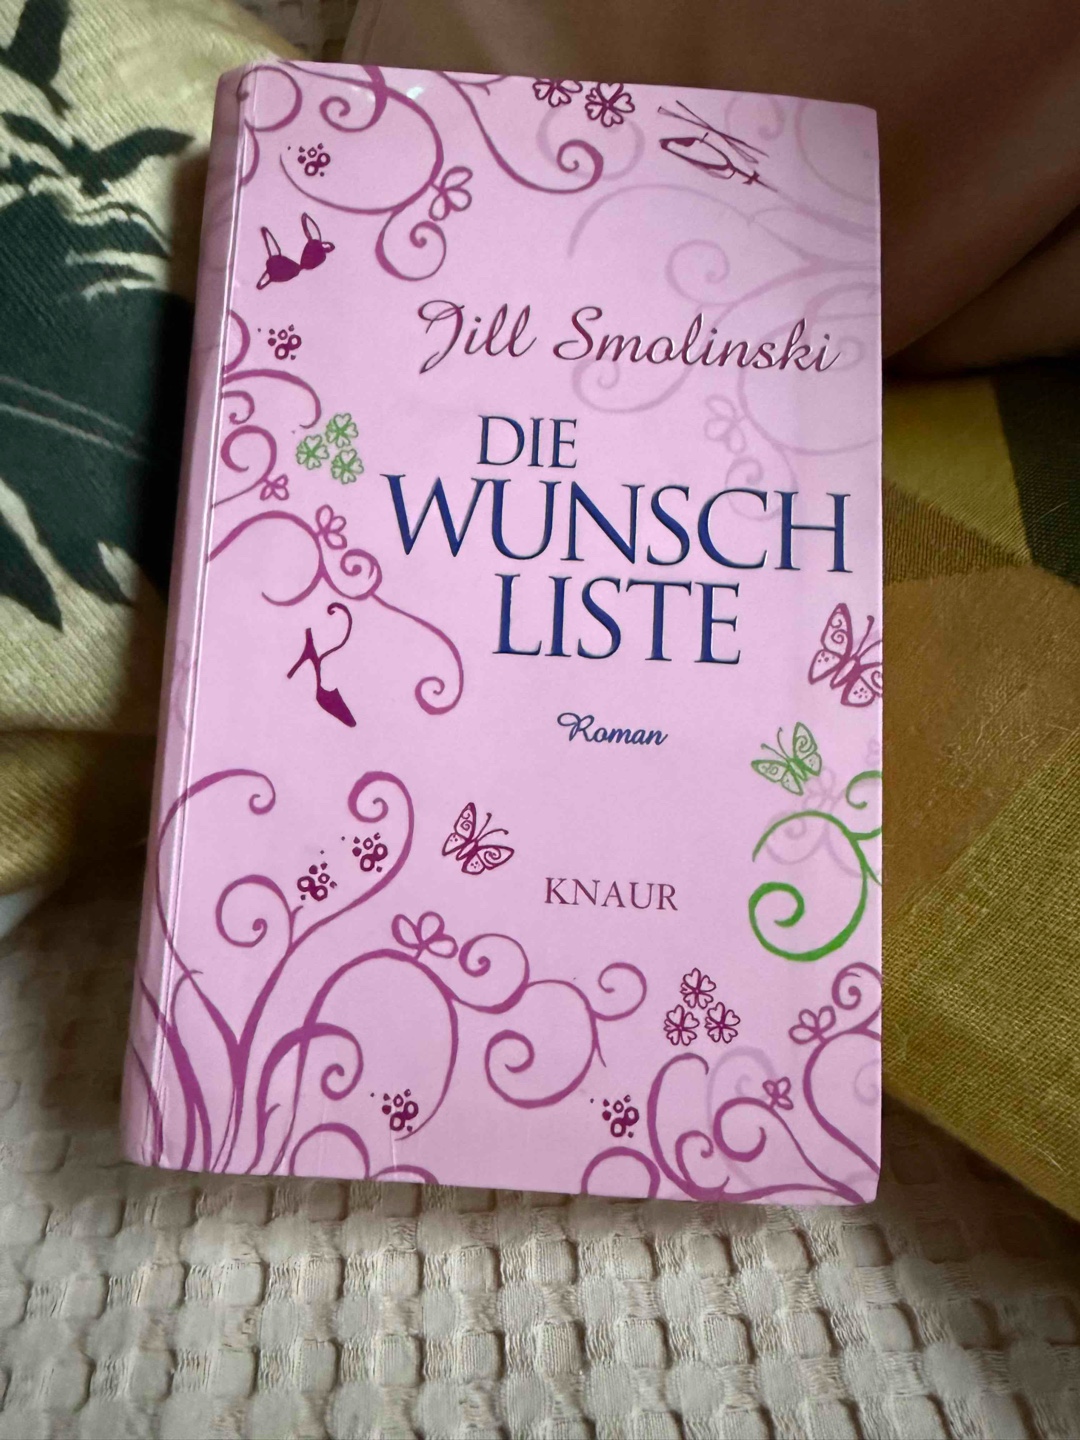 Jill Smolinski
DIE
WUNSCH
LISTE
Roman
KNAUR